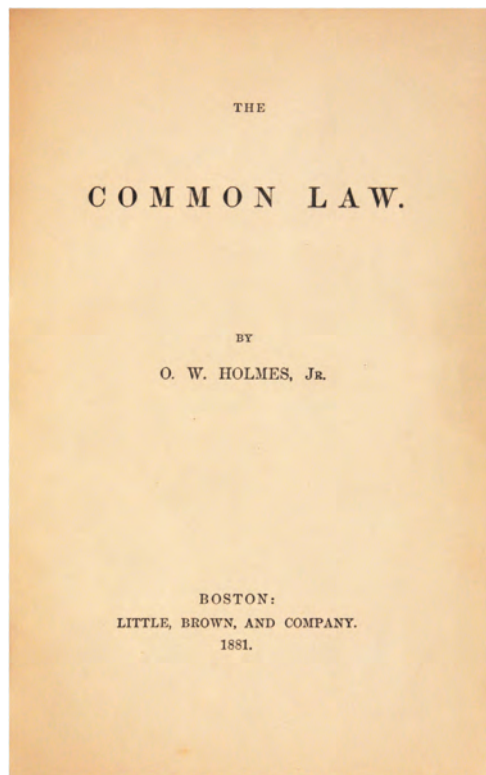 THE
COMMON LAW.
BY
O. W. HOLMES, JR.
BOSTON:
LITTLE, BROWN, AND COMPANY.
1881.